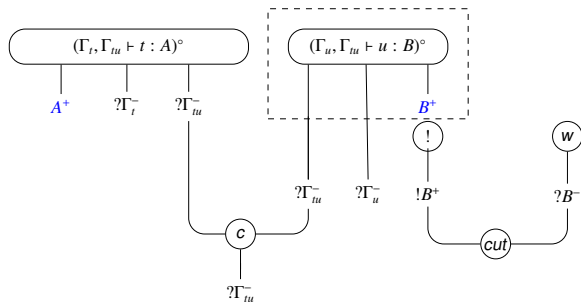 (Γ_t, Γ_tu ⊢ t : A)° (Γ_u, Γ_tu ⊢ u : B)°
A⁺ ?Γ_t⁻ ?Γ_tu⁻ B⁺
! w
?Γ_tu⁻ ?Γ_u⁻ !B⁺ ?B⁻
c cut
?Γ_tu⁻